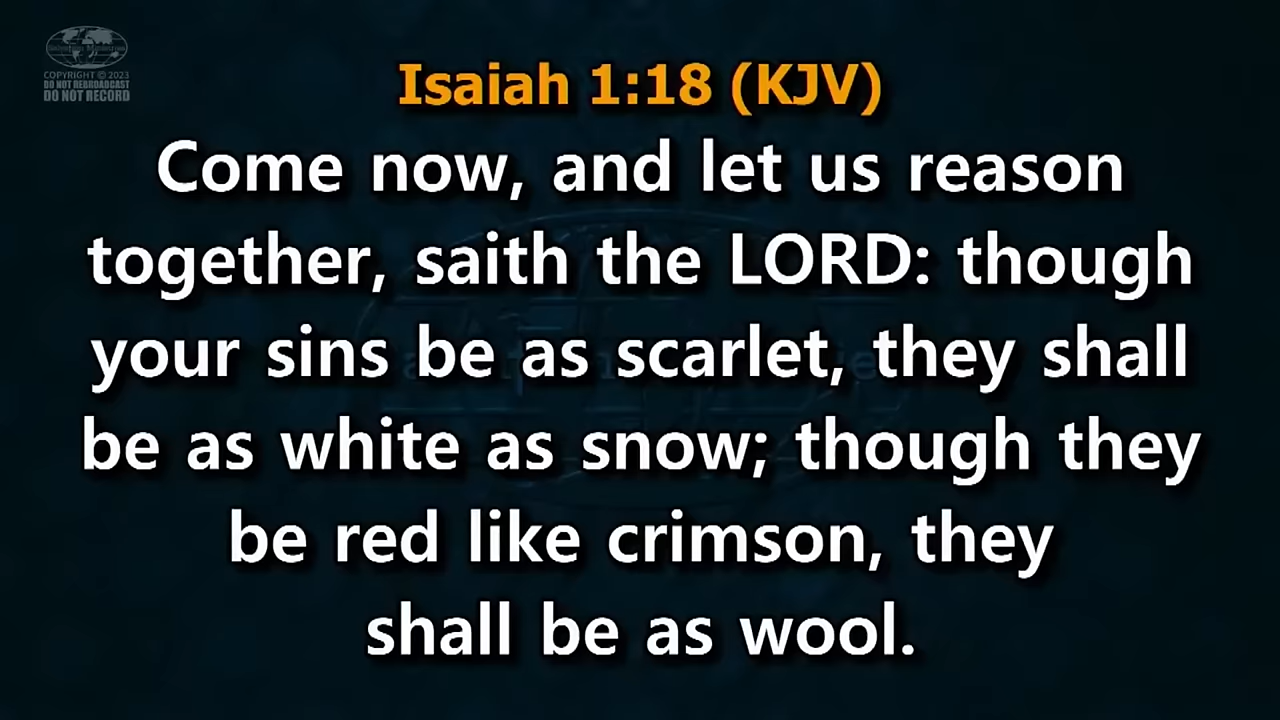 COPYRIGHT © 2023
DO NOT REBROADCAST
DO NOT RECORD
Isaiah 1:18 (KJV)
Come now, and let us reason
together, saith the LORD: though
your sins be as scarlet, they shall
be as white as snow; though they
be red like crimson, they
shall be as wool.